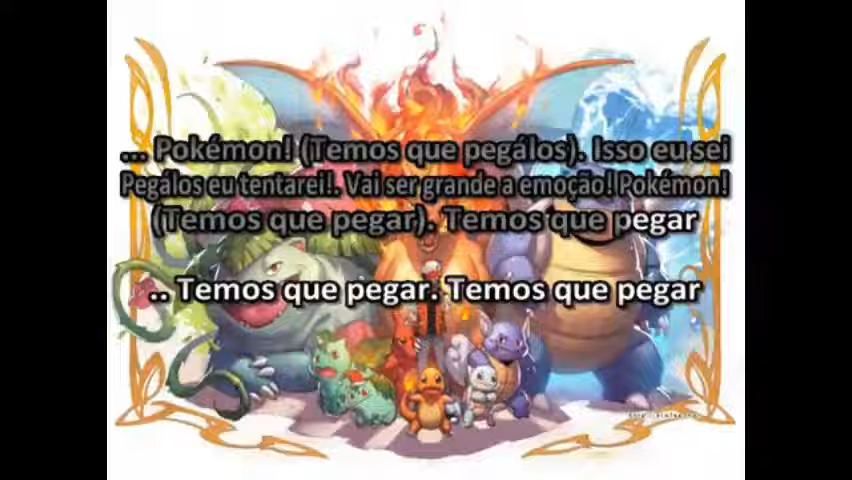 ... Pokémon! (Temos que pegálos). Isso eu sei
Pegálos eu tentarei!. Vai ser grande a emoção! Pokémon!
(Temos que pegar). Temos que pegar
.. Temos que pegar. Temos que pegar